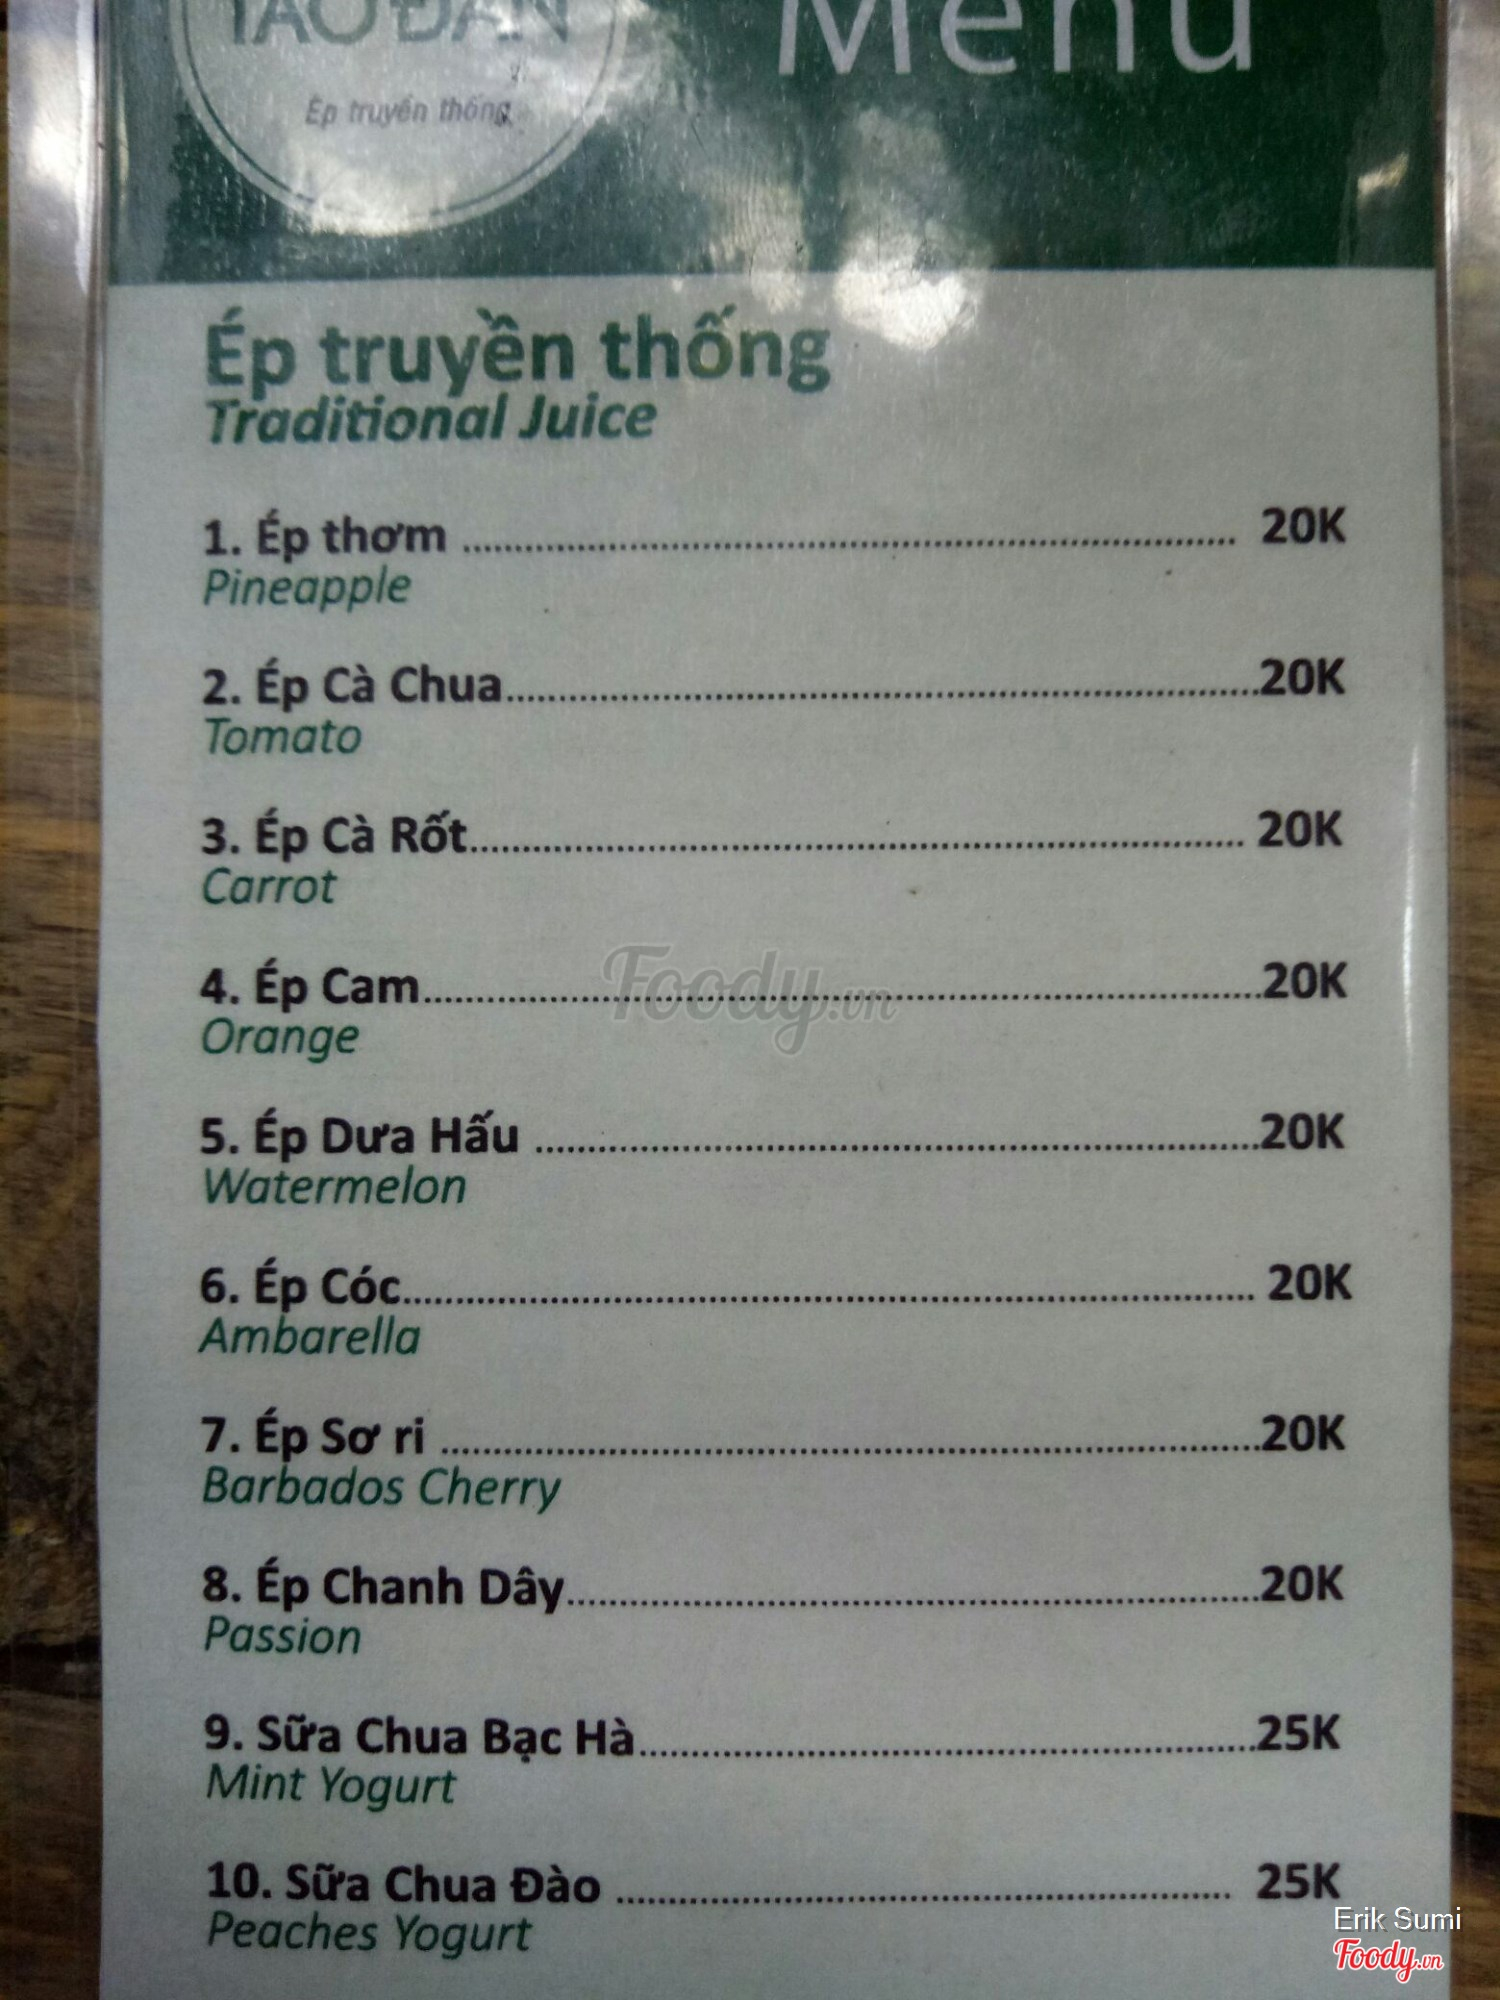 TAO ĐÀN
Menu
Ép truyền thống
Ép truyền thống
Traditional Juice
1. Ép thơm ........ 20K
Pineapple
2. Ép Cà Chua ........ 20K
Tomato
3. Ép Cà Rốt ........ 20K
Carrot
4. Ép Cam ........ 20K
Orange
Foody.vn
5. Ép Dưa Hấu ........ 20K
Watermelon
6. Ép Cóc ........ 20K
Ambarella
7. Ép Sơ ri ........ 20K
Barbados Cherry
8. Ép Chanh Dây ........ 20K
Passion
9. Sữa Chua Bạc Hà ........ 25K
Mint Yogurt
10. Sữa Chua Đào ........ 25K
Peaches Yogurt
Erik Sumi
Foody.vn